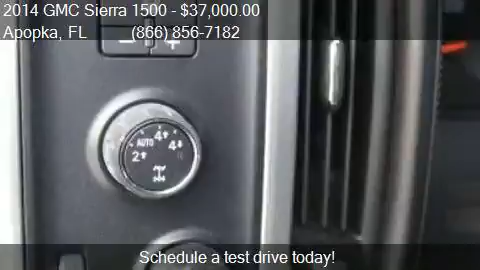 2014 GMC Sierra 1500 - $37,000.00
Apopka, FL (866) 856-7182
− +
AUTO 4↑
2↑ 4↓
Schedule a test drive today!